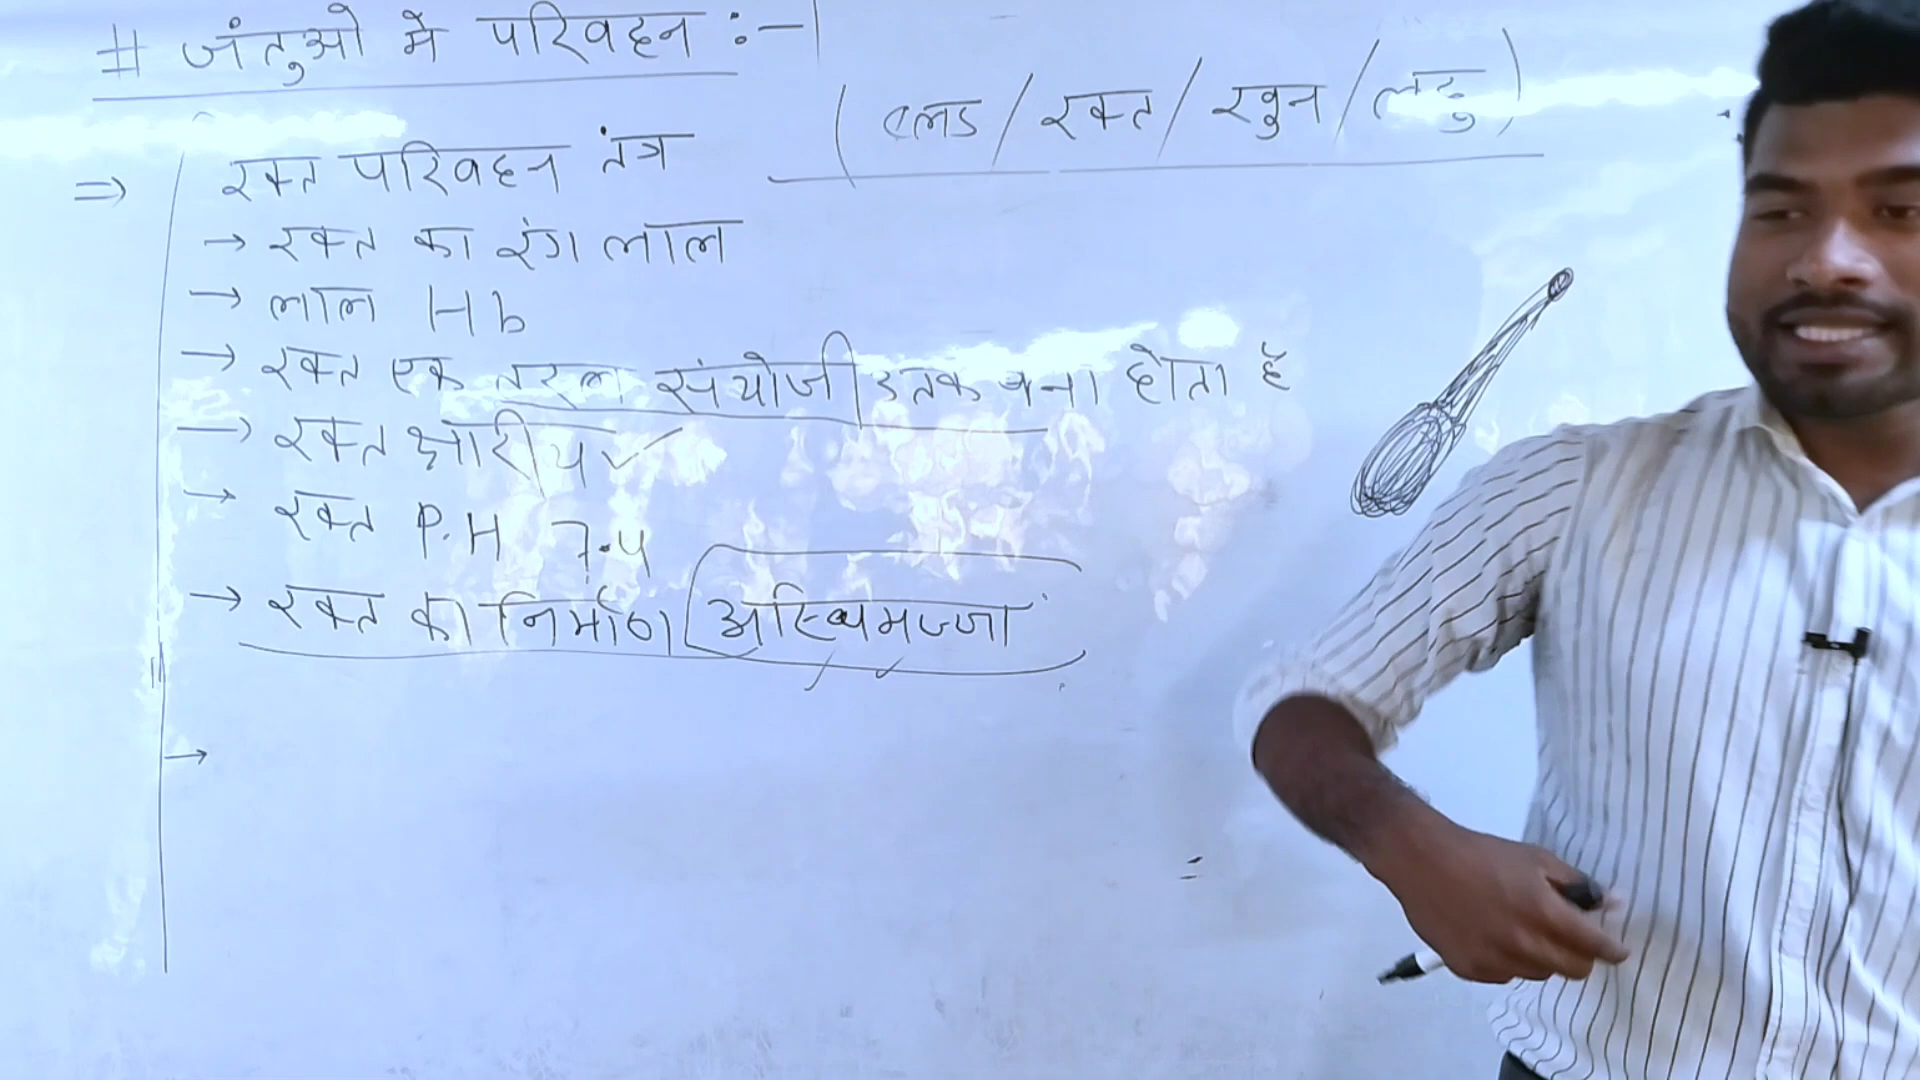 # जंतुओ मे परिवहन :-
(ब्लड / रक्त / खुन / लहु)
⇒ रक्त परिवहन तंत्र
→ रक्त का रंग लाल
→ लाल Hb
→ रक्त एक तरल संयोजी उतक बना होता है
→ रक्त क्षारीय ✓
→ रक्त P.H 7.4
→ रक्त का निर्माण अस्थिमज्जा
→